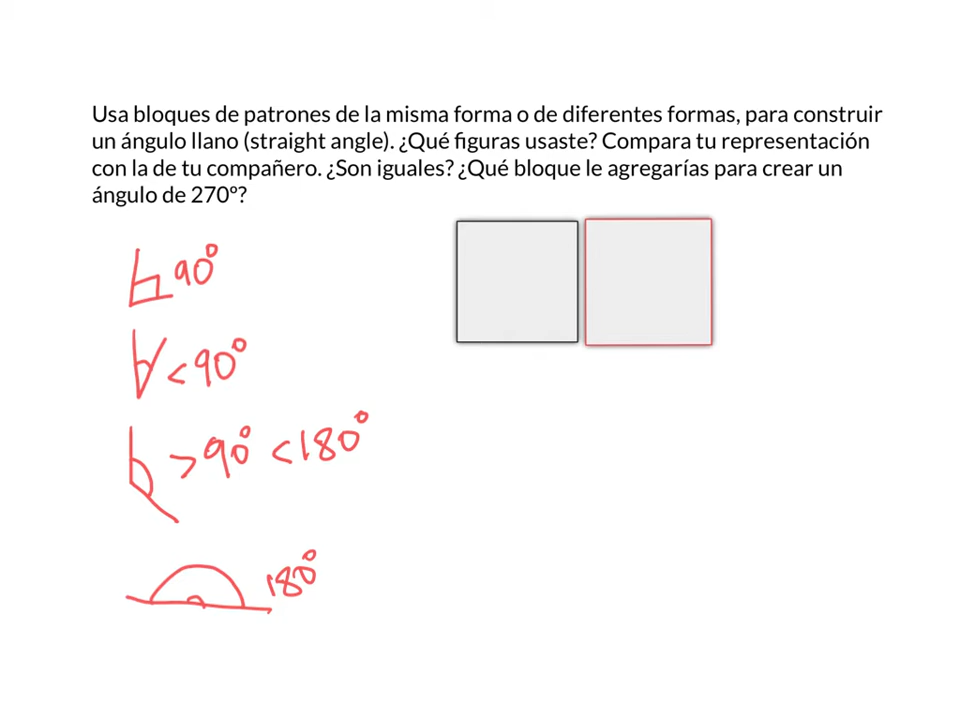 Usa bloques de patrones de la misma forma o de diferentes formas, para construir
un ángulo llano (straight angle). ¿Qué figuras usaste? Compara tu representación
con la de tu compañero. ¿Son iguales? ¿Qué bloque le agregarías para crear un
ángulo de 270º?
90°
< 90°
> 90° < 180°
180°